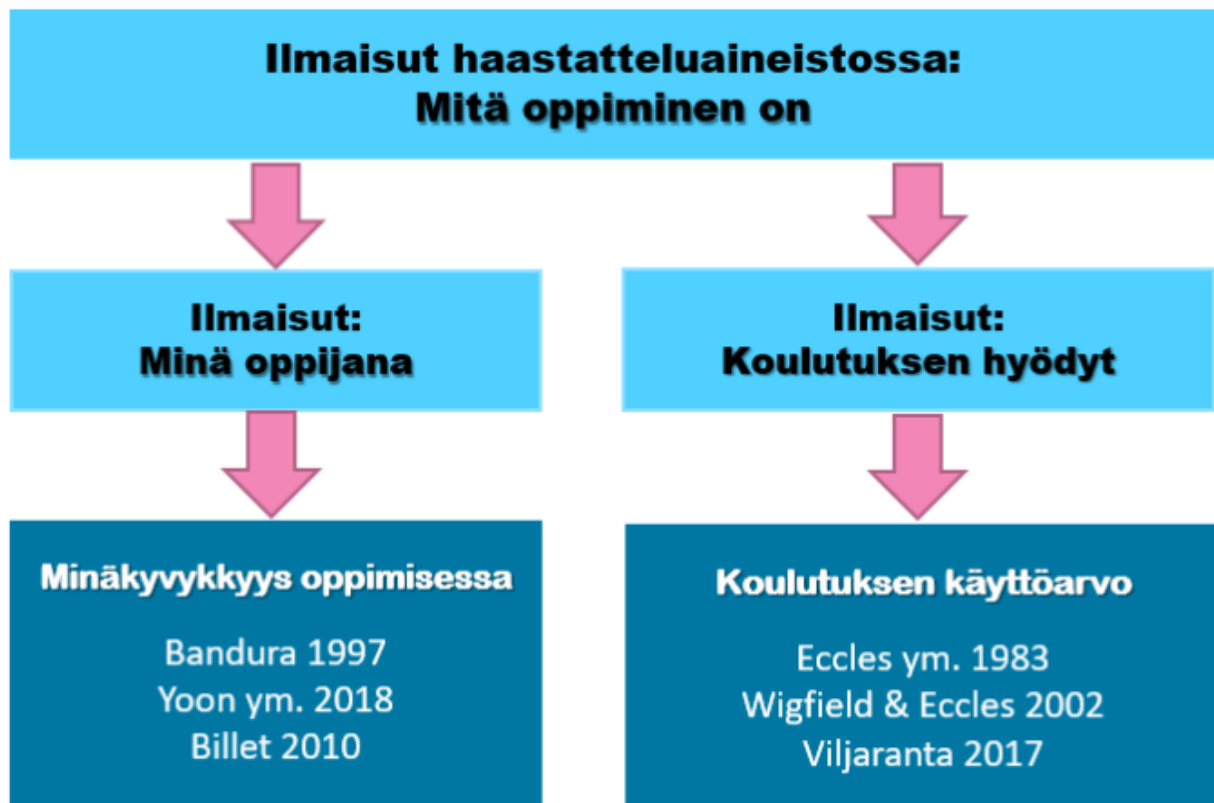 Ilmaisut haastatteluaineistossa:
Mitä oppiminen on
Ilmaisut:
Minä oppijana
Ilmaisut:
Koulutuksen hyödyt
Minäkyvykkyys oppimisessa
Bandura 1997
Yoon ym. 2018
Billet 2010
Koulutuksen käyttöarvo
Eccles ym. 1983
Wigfield & Eccles 2002
Viljaranta 2017